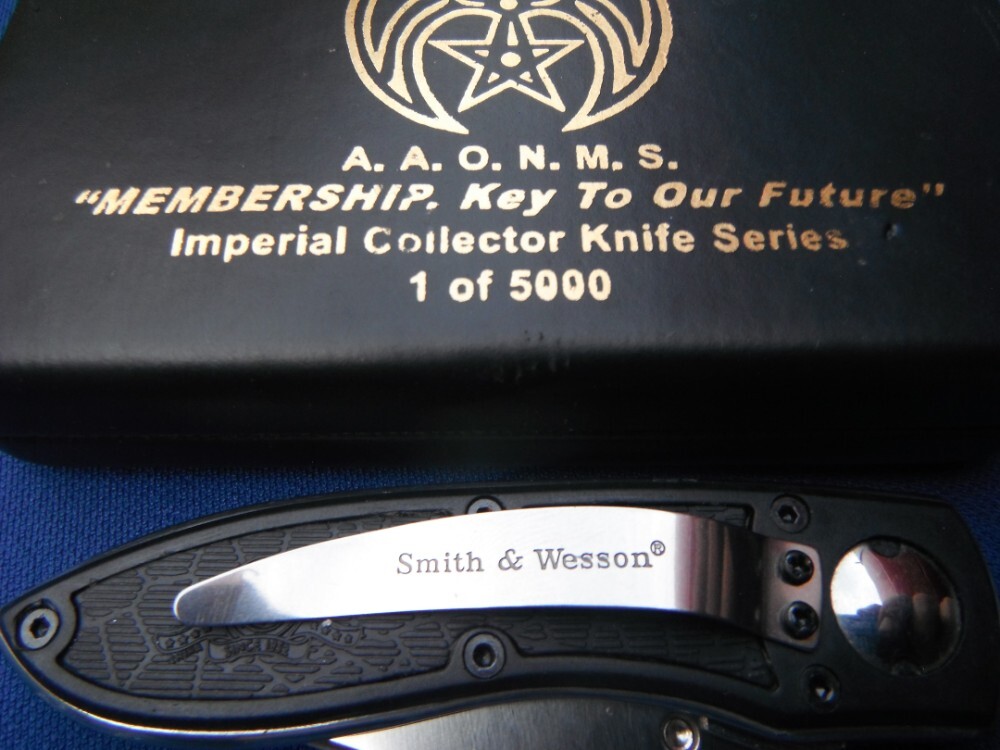 A. A. O. N. M. S.
“MEMBERSHIP. Key To Our Future”
Imperial Collector Knife Series
1 of 5000
Smith & Wesson®